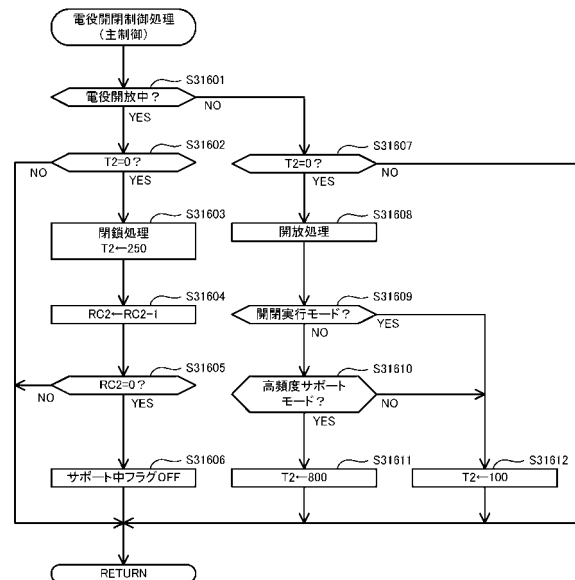 電役開閉制御処理
（主制御）
S31601
電役開放中？
NO
YES
S31602
T2=0？
NO
YES
S31607
T2=0？
NO
YES
S31603
閉鎖処理
T2←250
S31608
開放処理
S31604
RC2←RC2-1
S31609
開閉実行モード？
YES
NO
S31605
RC2=0？
NO
YES
S31610
高頻度サポート
モード？
NO
YES
S31606
サポート中フラグOFF
S31611
T2←800
S31612
T2←100
RETURN